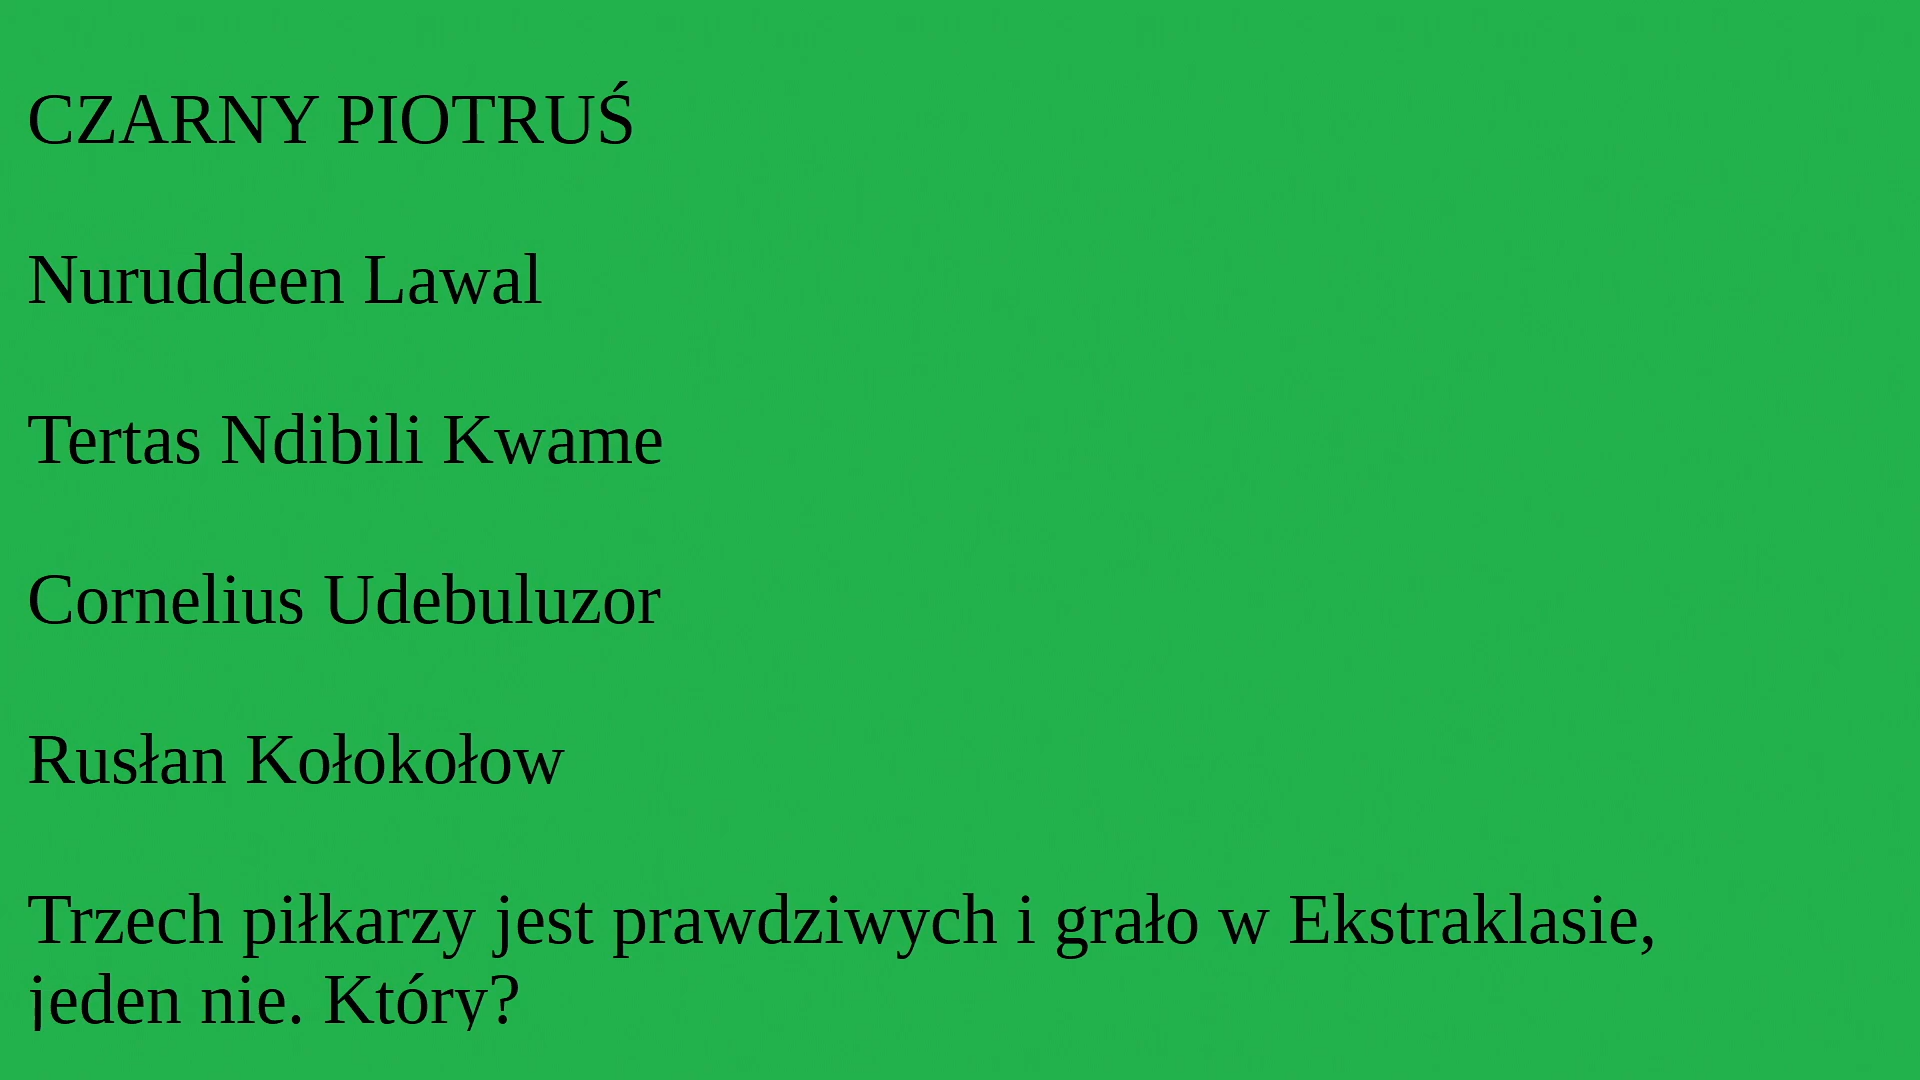 CZARNY PIOTRUŚ
Nuruddeen Lawal
Tertas Ndibili Kwame
Cornelius Udebuluzor
Rusłan Kołokołow
Trzech piłkarzy jest prawdziwych i grało w Ekstraklasie,
jeden nie. Który?